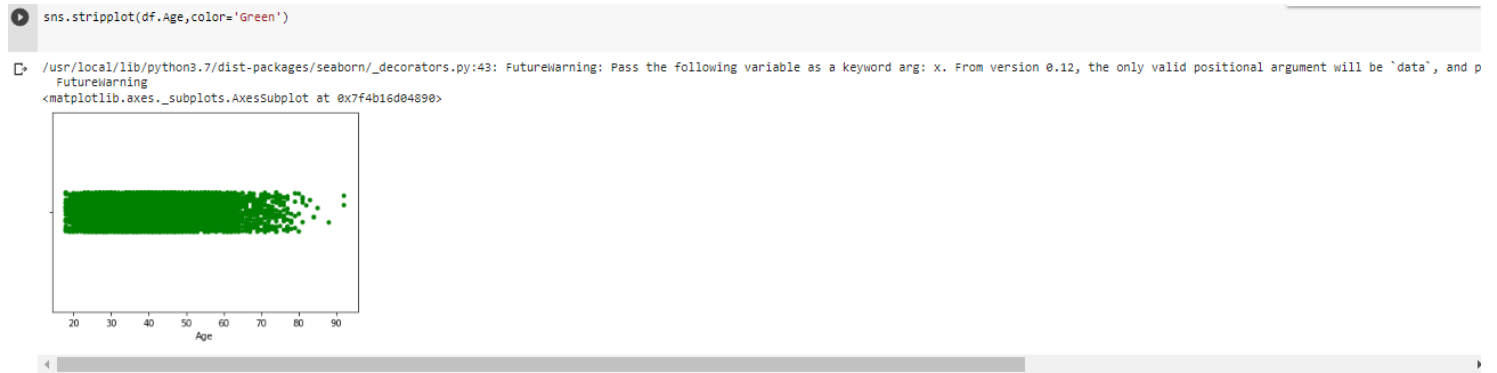 sns.stripplot(df.Age,color='Green')
/usr/local/lib/python3.7/dist-packages/seaborn/_decorators.py:43: FutureWarning: Pass the following variable as a keyword arg: x. From version 0.12, the only valid positional argument will be `data`, and p
FutureWarning
<matplotlib.axes._subplots.AxesSubplot at 0x7f4b16d04890>
20 30 40 50 60 70 80 90
Age